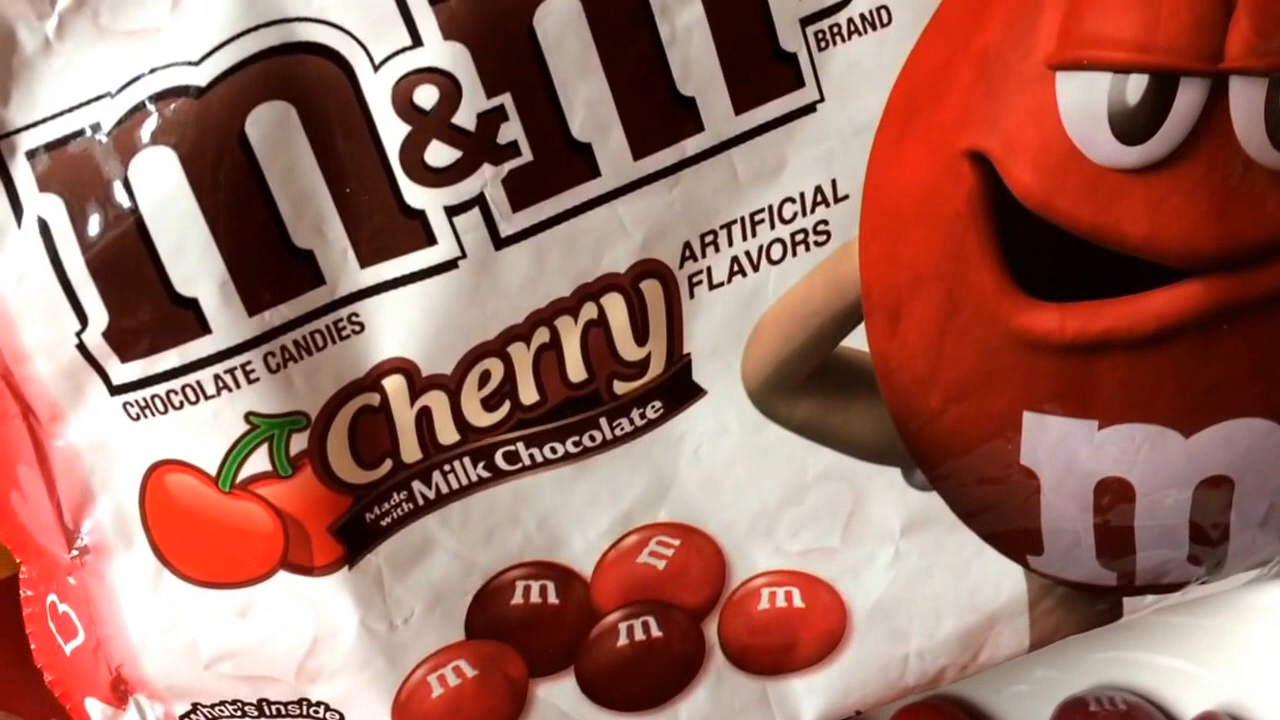 m&m's
BRAND
CHOCOLATE CANDIES
ARTIFICIAL
FLAVORS
Cherry
Made
with Milk Chocolate
m
m
m
m
m
m
what's inside
m